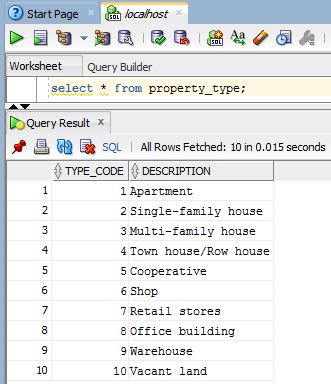 Start Page localhost
Worksheet Query Builder
select * from property_type;
Query Result
SQL | All Rows Fetched: 10 in 0.015 seconds
TYPE_CODE DESCRIPTION
1 1 Apartment
2 2 Single-family house
3 3 Multi-family house
4 4 Town house/Row house
5 5 Cooperative
6 6 Shop
7 7 Retail stores
8 8 Office building
9 9 Warehouse
10 10 Vacant land